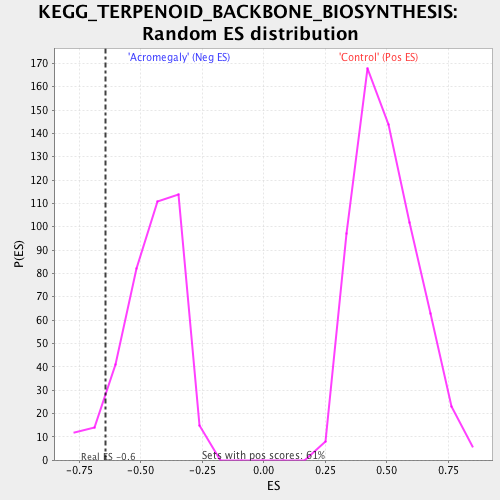 KEGG_TERPENOID_BACKBONE_BIOSYNTHESIS:
Random ES distribution
'Acromegaly' (Neg ES) 'Control' (Pos ES)
170
160
150
140
130
120
110
100
90
80
70
60
50
40
30
20
10
0
P(ES)
Real ES -0.6 Sets with pos scores: 61%
-0.75 -0.50 -0.25 0.00 0.25 0.50 0.75
ES